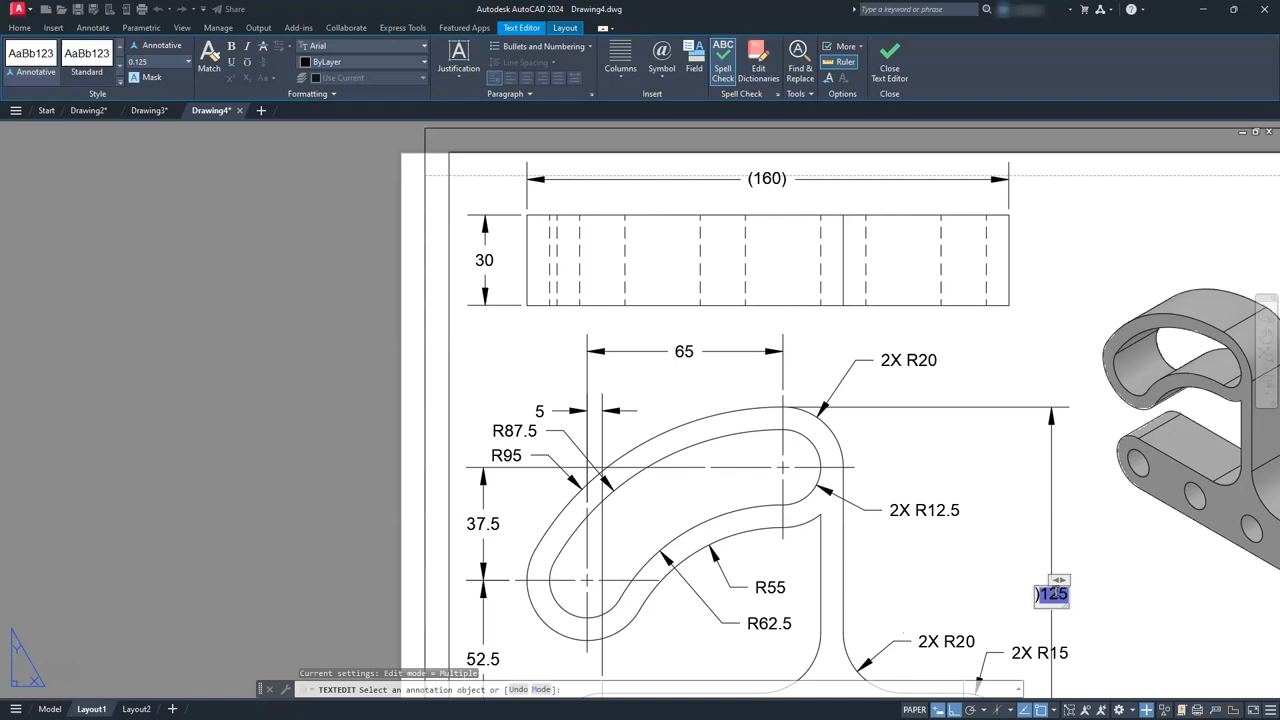 Share
Autodesk AutoCAD 2024 Drawing4.dwg
Type a keyword or phrase
Home Insert Annotate Parametric View Manage Output Collaborate Express Tools Featured Apps Text Editor Layout
AaBb123 AaBb123 Annotative
0.125
Mask
Annotative Standard
Style
Match
B I A
U O
Arial
ByLayer
Use Current
Formatting
Justification
Bullets and Numbering
Line Spacing
Paragraph
Columns Symbol Field
Insert
ABC
Spell Check
Edit Dictionaries
Spell Check
Find & Replace
Tools
More
Ruler
Options
Close Text Editor
Close
Start Drawing2* Drawing3* Drawing4*
(160)
30
65
2X R20
5
R87.5
R95
37.5
2X R12.5
R55
)125
R62.5
2X R20
2X R15
52.5
Current settings: Edit mode = Multiple
TEXTEDIT Select an annotation object or [Undo Mode]:
Y
X
Model Layout1 Layout2
PAPER